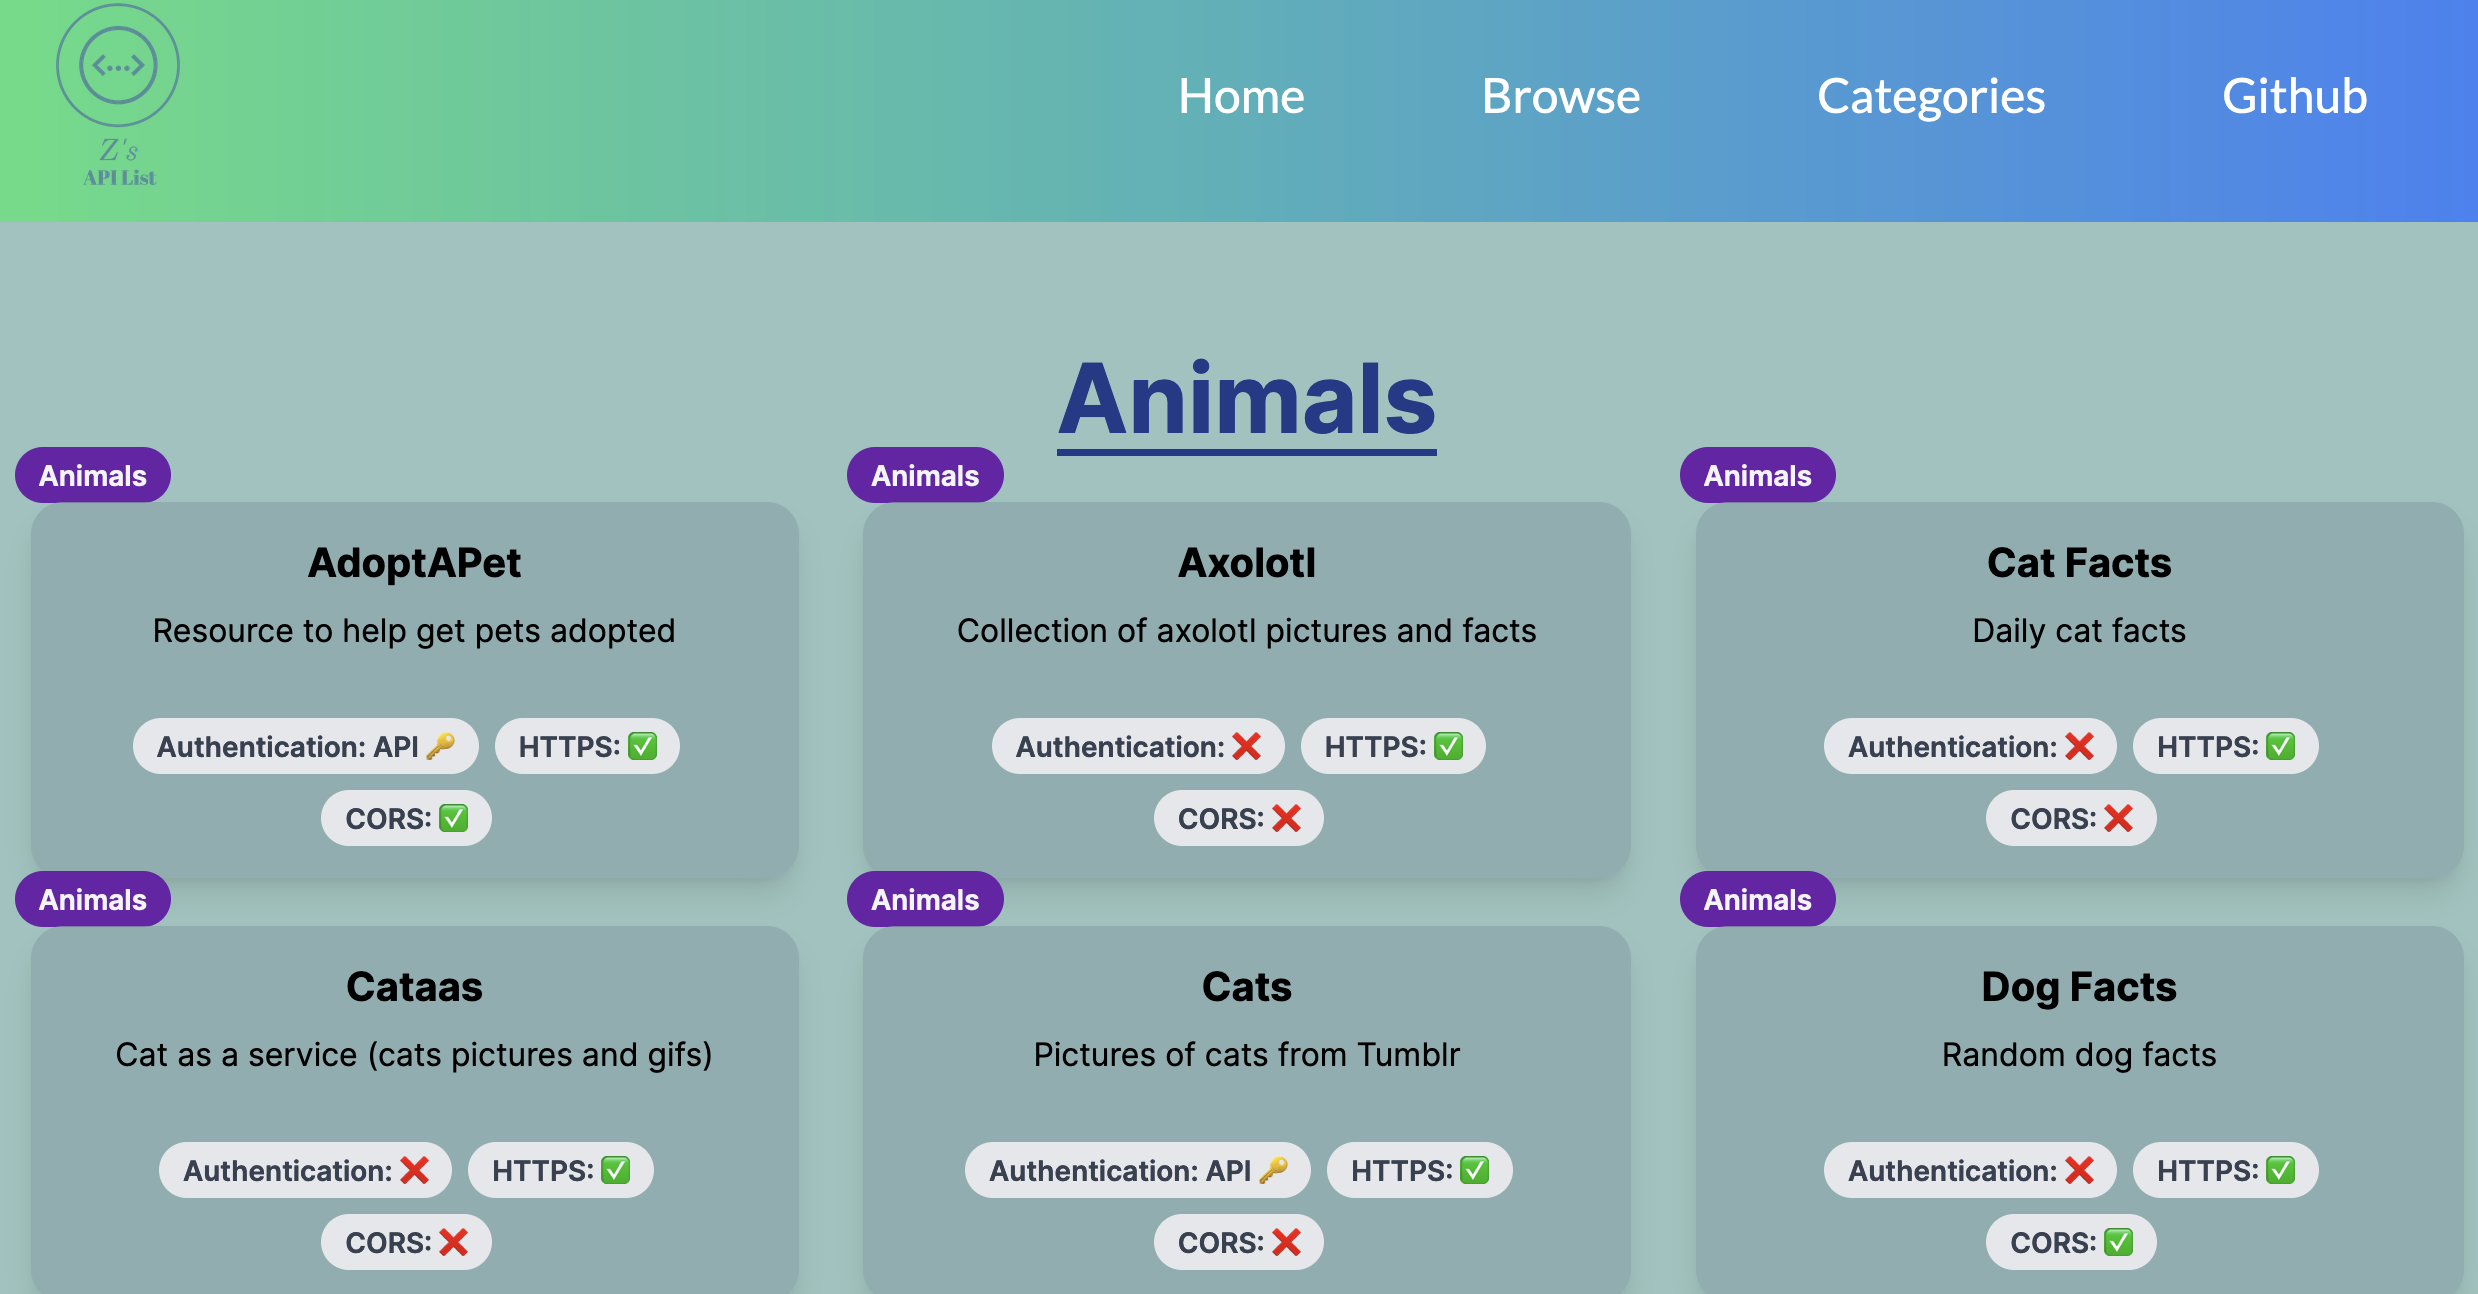 <...>
Z's
API List
Home Browse Categories Github
Animals
Animals
AdoptAPet
Resource to help get pets adopted
Authentication: API 🔑 HTTPS: ✅
CORS: ✅
Animals
Axolotl
Collection of axolotl pictures and facts
Authentication: ❌ HTTPS: ✅
CORS: ❌
Animals
Cat Facts
Daily cat facts
Authentication: ❌ HTTPS: ✅
CORS: ❌
Animals
Cataas
Cat as a service (cats pictures and gifs)
Authentication: ❌ HTTPS: ✅
CORS: ❌
Animals
Cats
Pictures of cats from Tumblr
Authentication: API 🔑 HTTPS: ✅
CORS: ❌
Animals
Dog Facts
Random dog facts
Authentication: ❌ HTTPS: ✅
CORS: ✅